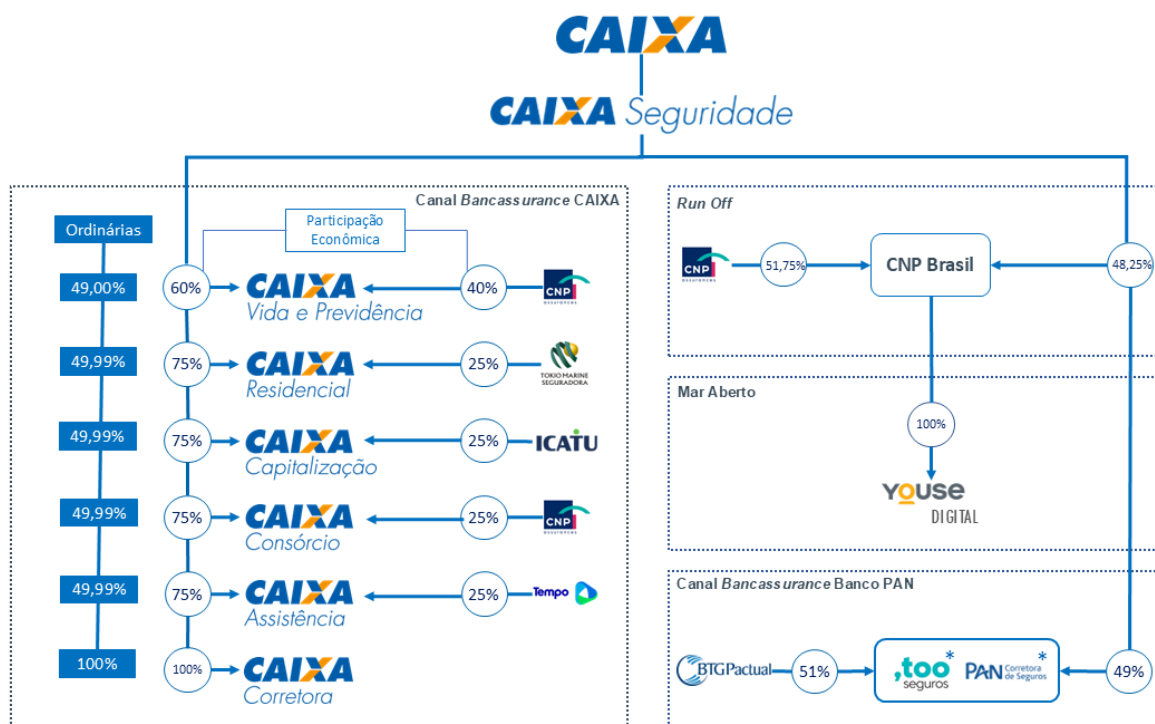 CAIXA
CAIXA Seguridade
Canal Bancassurance CAIXA
Ordinárias
Participação
Econômica
49,00%
60%
CAIXA
Vida e Previdência
40%
CNP
ASSURANCES
49,99%
75%
CAIXA
Residencial
25%
TOKIO MARINE
SEGURADORA
49,99%
75%
CAIXA
Capitalização
25%
ICATU
49,99%
75%
CAIXA
Consórcio
25%
CNP
ASSURANCES
49,99%
75%
CAIXA
Assistência
25%
Tempo
100%
100%
CAIXA
Corretora
Run Off
CNP
ASSURANCES
51,75%
CNP Brasil
48,25%
Mar Aberto
100%
YOUSE
DIGITAL
Canal Bancassurance Banco PAN
BTGPactual
51%
,too*
seguros
PAN Corretora de Seguros*
49%